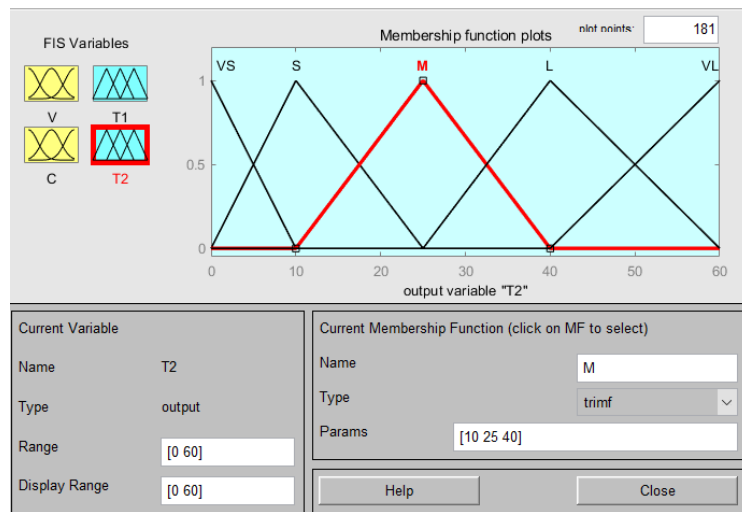 FIS Variables
V
T1
C
T2
Membership function plots
plot points:
181
VS
S
M
L
VL
1
0.5
0
0
10
20
30
40
50
60
output variable "T2"
Current Variable
Name
T2
Type
output
Range
[0 60]
Display Range
[0 60]
Current Membership Function (click on MF to select)
Name
M
Type
trimf
Params
[10 25 40]
Help
Close